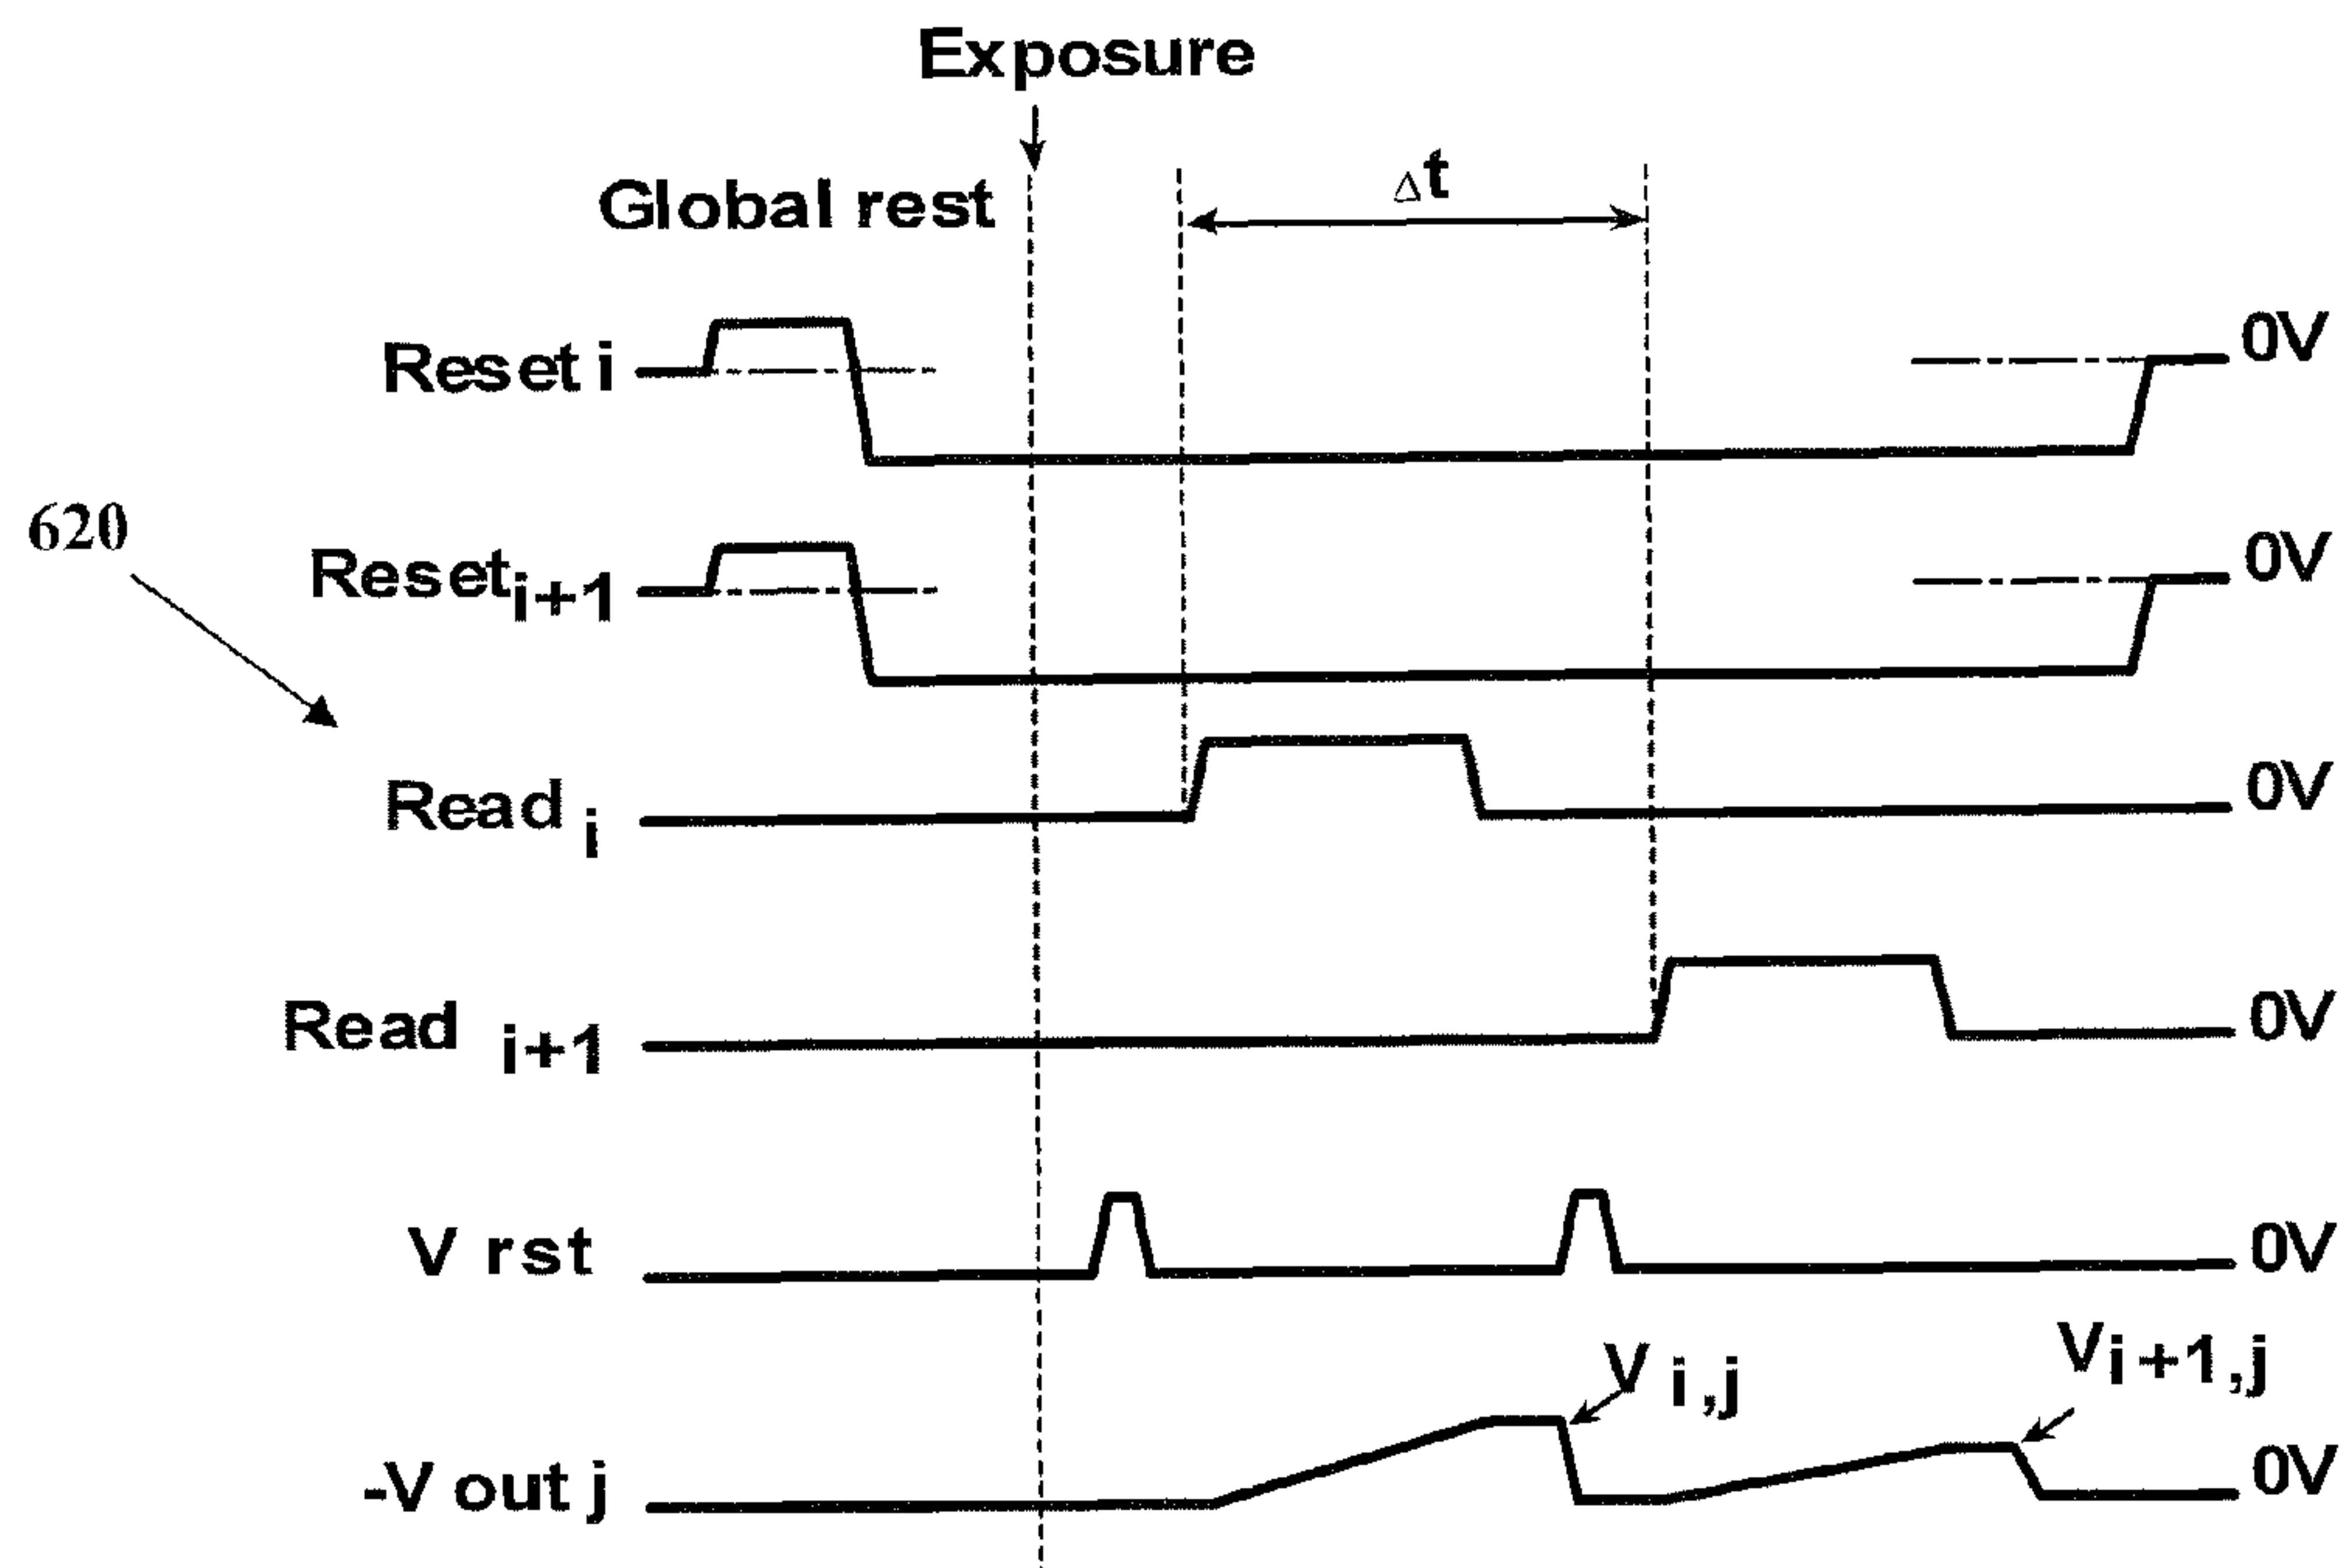 Exposure
Global rest
Δt
Reset i
0V
620
Reset i+1
0V
Read i
0V
Read i+1
0V
V rst
0V
V i,j
V i+1,j
-V out j
0V